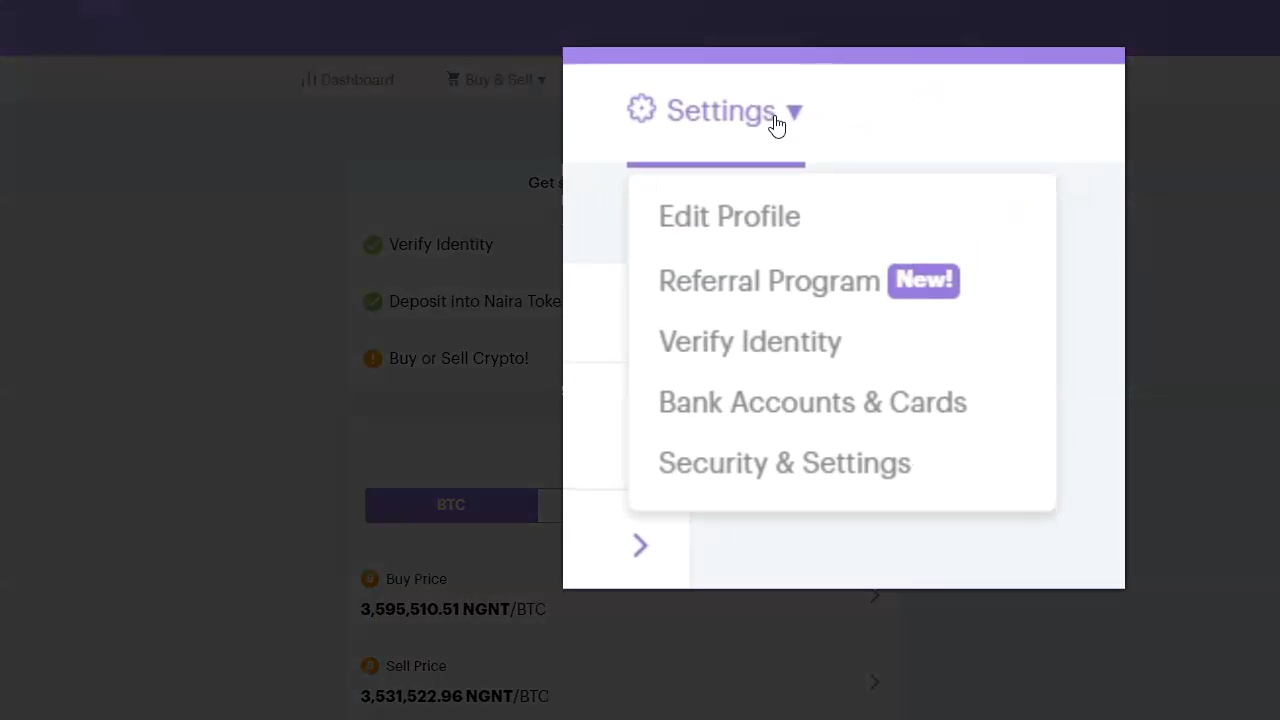 Dashboard
Buy & Sell ▾
Settings ▾
Edit Profile
Referral Program New!
Verify Identity
Bank Accounts & Cards
Security & Settings
Get
Verify Identity
Deposit into Naira Toke
Buy or Sell Crypto!
BTC
Buy Price
3,595,510.51 NGNT/BTC
Sell Price
3,531,522.96 NGNT/BTC